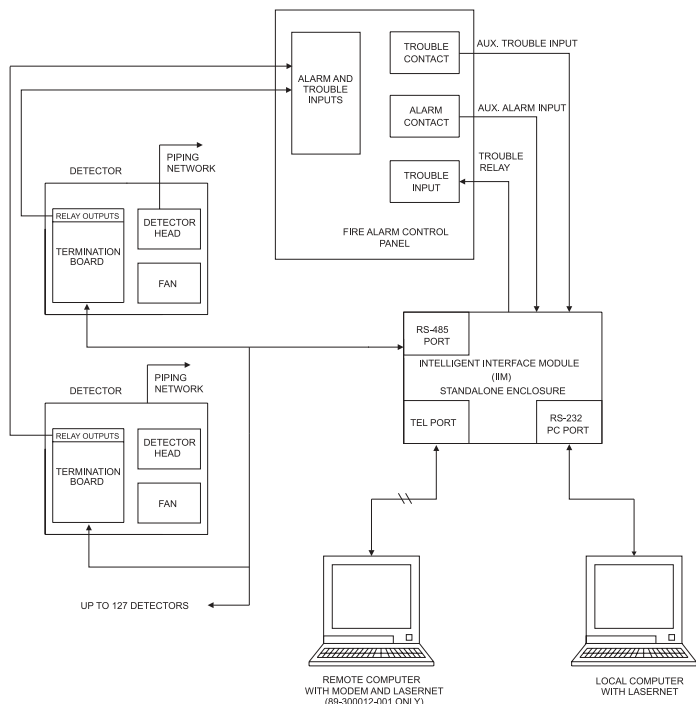 TROUBLE
CONTACT
AUX. TROUBLE INPUT
ALARM AND
TROUBLE
INPUTS
ALARM
CONTACT
AUX. ALARM INPUT
TROUBLE
RELAY
TROUBLE
INPUT
FIRE ALARM CONTROL
PANEL
PIPING
NETWORK
DETECTOR
RELAY OUTPUTS
TERMINATION
BOARD
DETECTOR
HEAD
FAN
RS-485
PORT
INTELLIGENT INTERFACE MODULE
(IIM)
STANDALONE ENCLOSURE
TEL PORT
RS-232
PC PORT
PIPING
NETWORK
DETECTOR
RELAY OUTPUTS
TERMINATION
BOARD
DETECTOR
HEAD
FAN
UP TO 127 DETECTORS
REMOTE COMPUTER
WITH MODEM AND LASERNET
(89-300012-001 ONLY)
LOCAL COMPUTER
WITH LASERNET